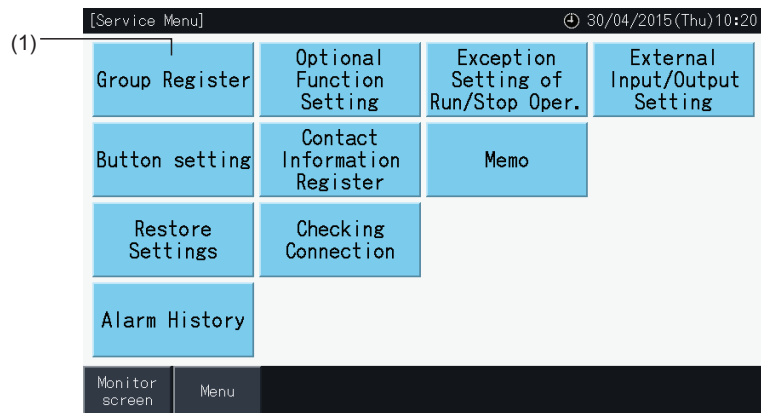 [Service Menu]
30/04/2015(Thu)10:20
(1)
Group Register
Optional
Function
Setting
Exception
Setting of
Run/Stop Oper.
External
Input/Output
Setting
Button setting
Contact
Information
Register
Memo
Restore
Settings
Checking
Connection
Alarm History
Monitor
screen
Menu